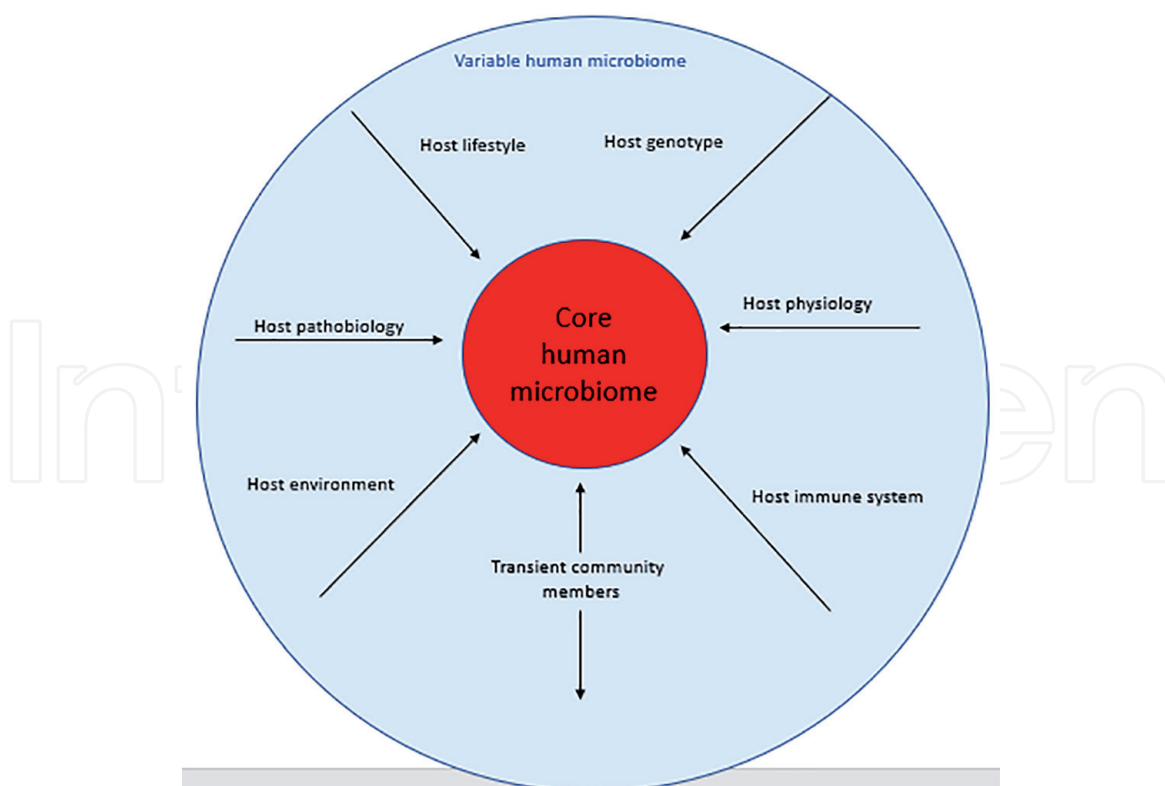 Variable human microbiome
Host lifestyle
Host genotype
Core
human
microbiome
Host pathobiology
Host physiology
Host environment
Host immune system
Transient community
members